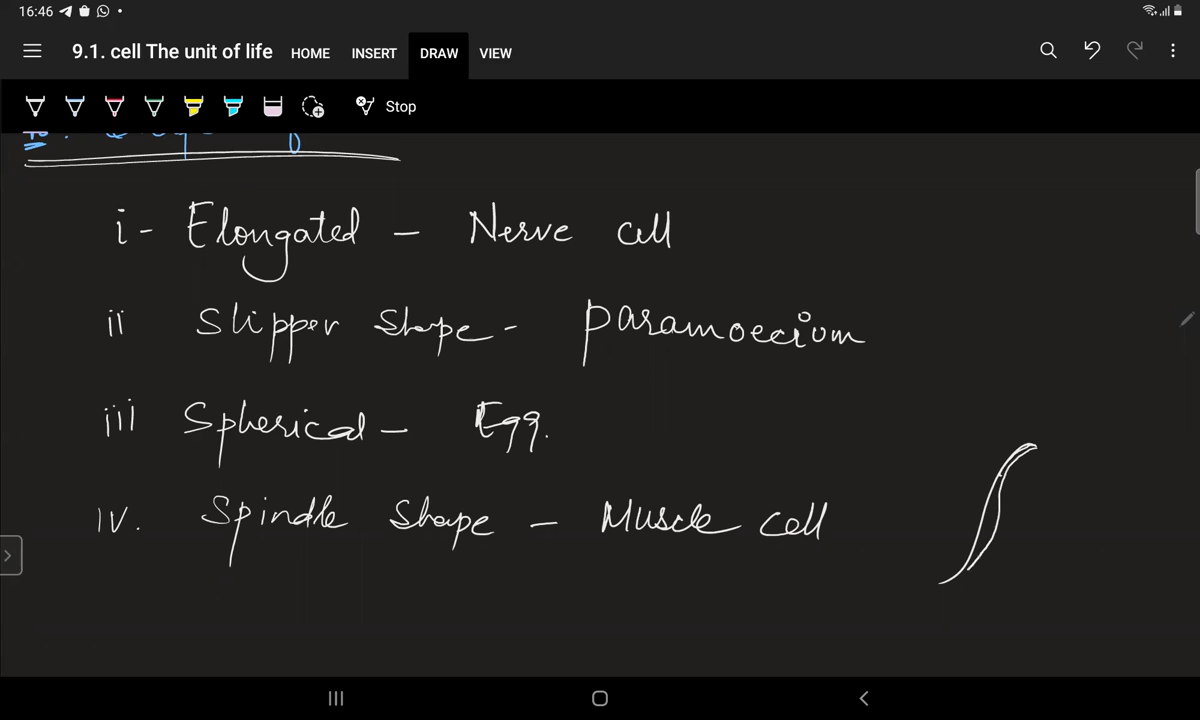 16:46
9.1. cell The unit of life HOME INSERT DRAW VIEW
Stop
i - Elongated - Nerve cell
ii Slipper Shape - Paramoecium
iii Spherical - Egg.
iv. Spindle Shape - Muscle cell